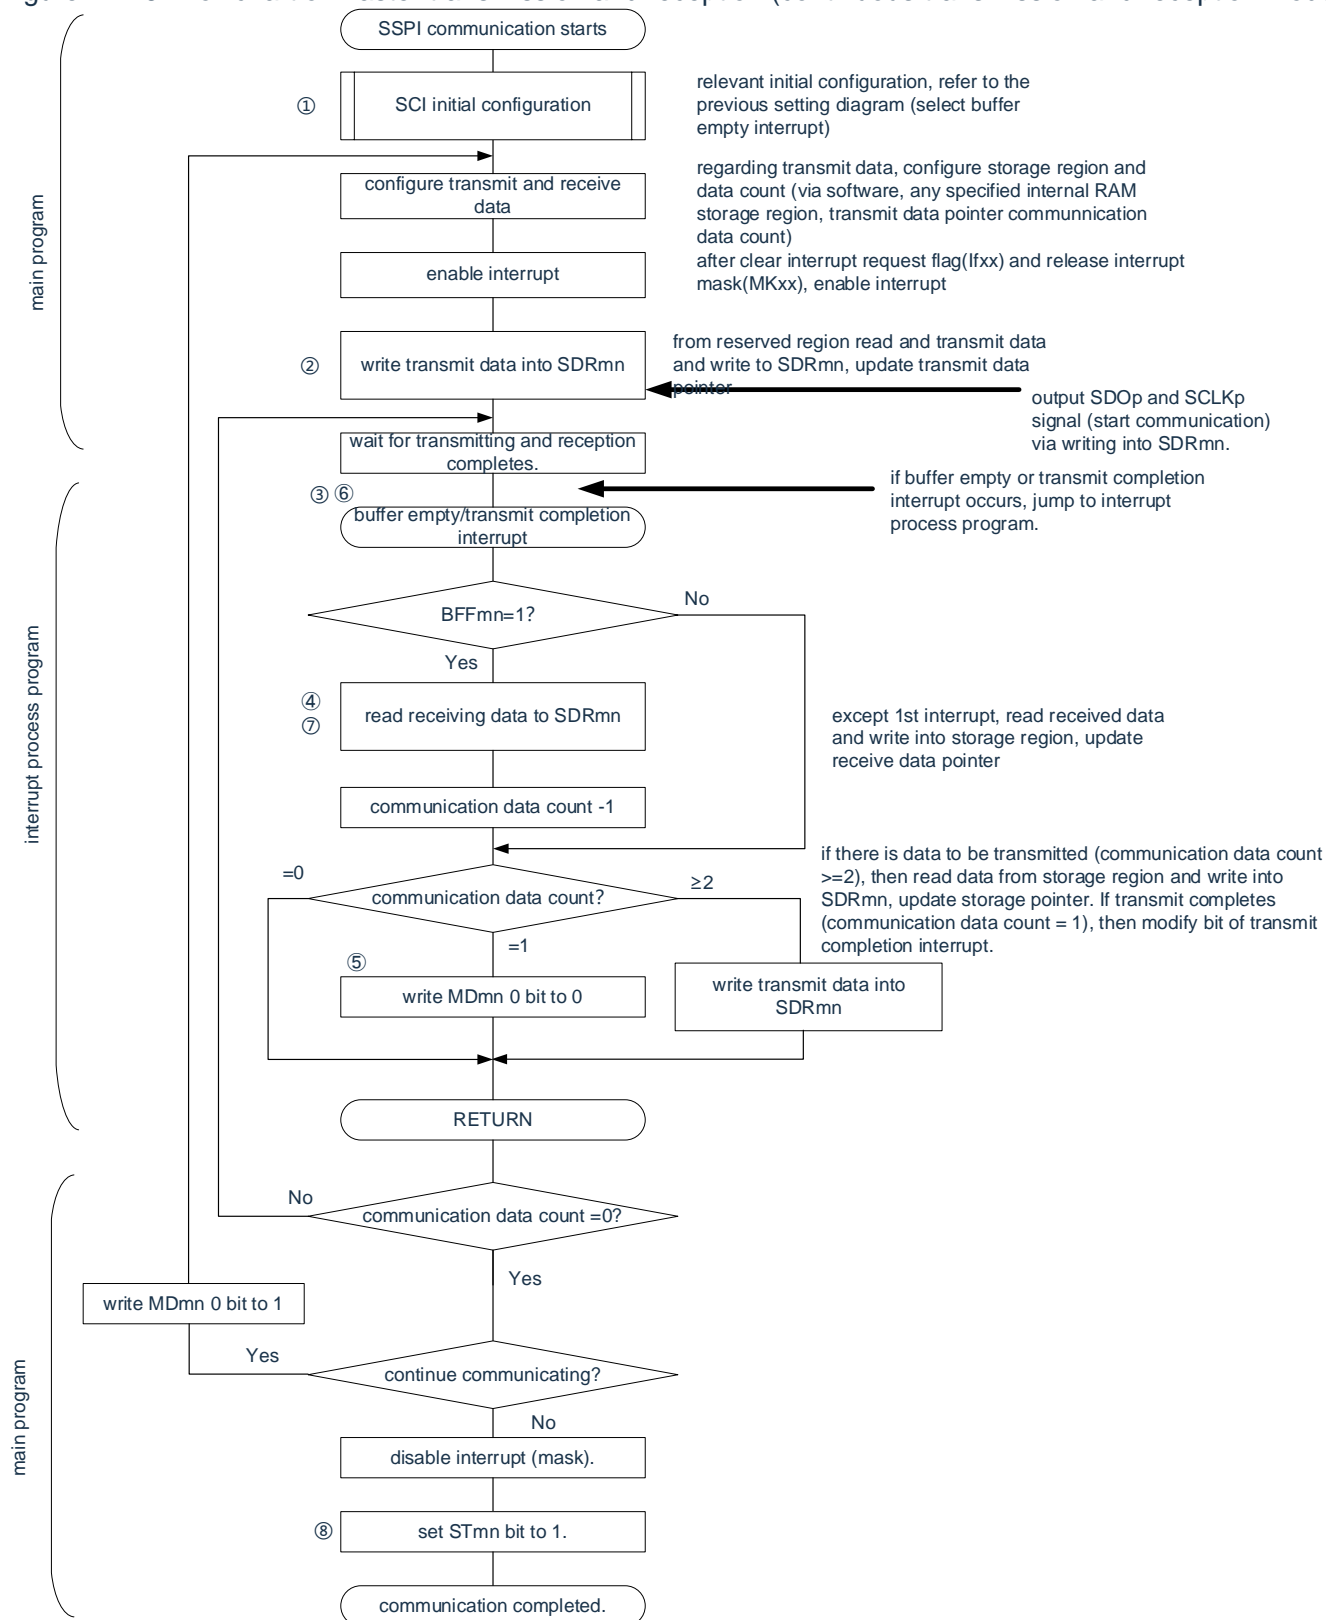 SSPI communication starts
①
SCI initial configuration
relevant initial configuration, refer to the
previous setting diagram (select buffer
empty interrupt)
main program
configure transmit and receive
data
regarding transmit data, configure storage region and
data count (via software, any specified internal RAM
storage region, transmit data pointer communnication
data count)
enable interrupt
after clear interrupt request flag(Ifxx) and release interrupt
mask(MKxx), enable interrupt
②
write transmit data into SDRmn
from reserved region read and transmit data
and write to SDRmn, update transmit data
pointer
output SDOp and SCLKp
signal (start communication)
via writing into SDRmn.
wait for transmitting and reception
completes.
③ ⑥
if buffer empty or transmit completion
interrupt occurs, jump to interrupt
process program.
buffer empty/transmit completion
interrupt
interrupt process program
BFFmn=1?
No
Yes
④
⑦
read receiving data to SDRmn
except 1st interrupt, read received data
and write into storage region, update
receive data pointer
communication data count -1
if there is data to be transmitted (communication data count
>=2), then read data from storage region and write into
SDRmn, update storage pointer. If transmit completes
(communication data count = 1), then modify bit of transmit
completion interrupt.
=0
communication data count?
≥2
=1
⑤
write MDmn 0 bit to 0
write transmit data into
SDRmn
RETURN
No
communication data count =0?
Yes
write MDmn 0 bit to 1
main program
Yes
continue communicating?
No
disable interrupt (mask).
⑧
set STmn bit to 1.
communication completed.